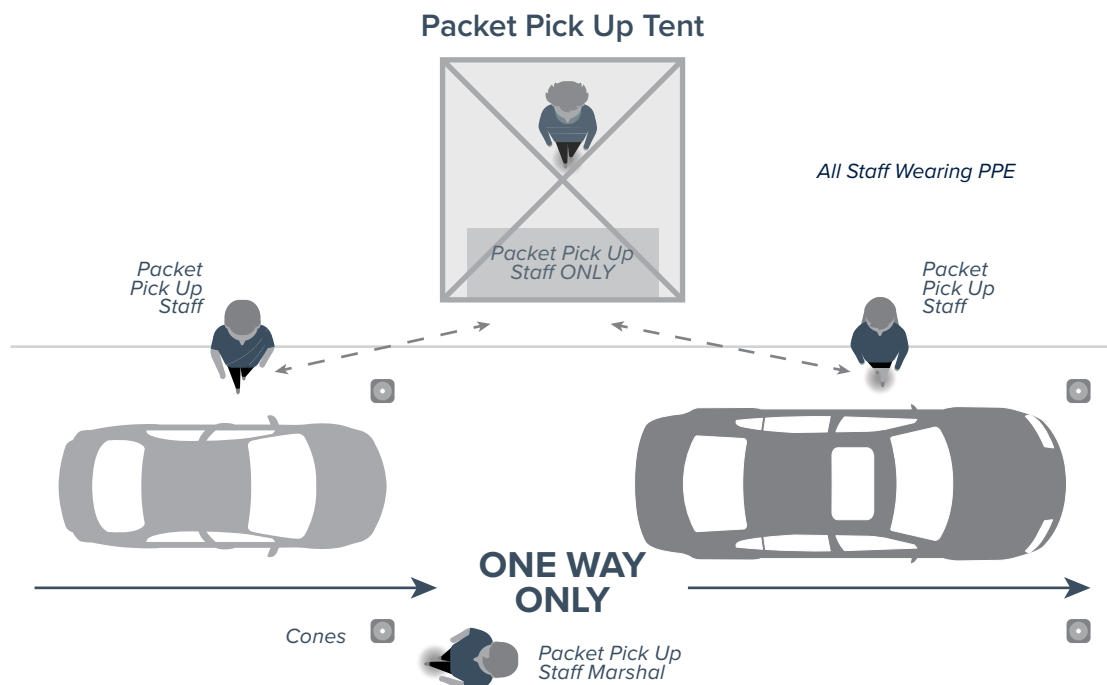 Packet Pick Up Tent
All Staff Wearing PPE
Packet Pick Up
Staff ONLY
Packet
Pick Up
Staff
Packet
Pick Up
Staff
ONE WAY
ONLY
Cones
Packet Pick Up
Staff Marshal